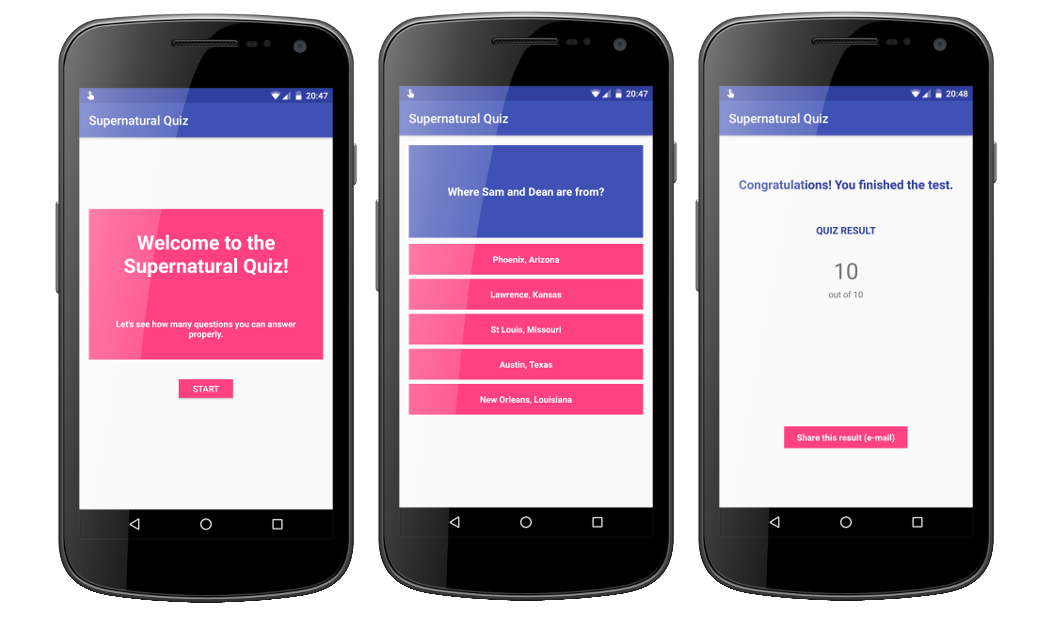 20:47
Supernatural Quiz
Welcome to the
Supernatural Quiz!
Let's see how many questions you can answer
properly.
START
20:47
Supernatural Quiz
Where Sam and Dean are from?
Phoenix, Arizona
Lawrence, Kansas
St Louis, Missouri
Austin, Texas
New Orleans, Louisiana
20:48
Supernatural Quiz
Congratulations! You finished the test.
QUIZ RESULT
10
out of 10
Share this result (e-mail)